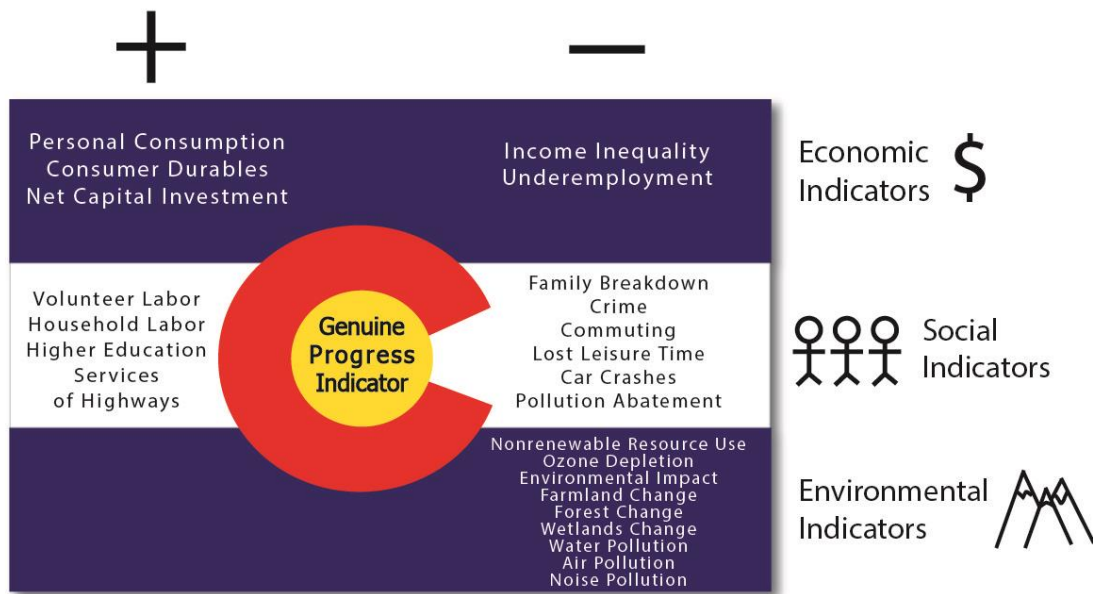 +
−
Personal Consumption
Consumer Durables
Net Capital Investment
Income Inequality
Underemployment
Economic
Indicators
$
Volunteer Labor
Household Labor
Higher Education
Services
of Highways
Genuine
Progress
Indicator
Family Breakdown
Crime
Commuting
Lost Leisure Time
Car Crashes
Pollution Abatement
Social
Indicators
Nonrenewable Resource Use
Ozone Depletion
Environmental Impact
Farmland Change
Forest Change
Wetlands Change
Water Pollution
Air Pollution
Noise Pollution
Environmental
Indicators